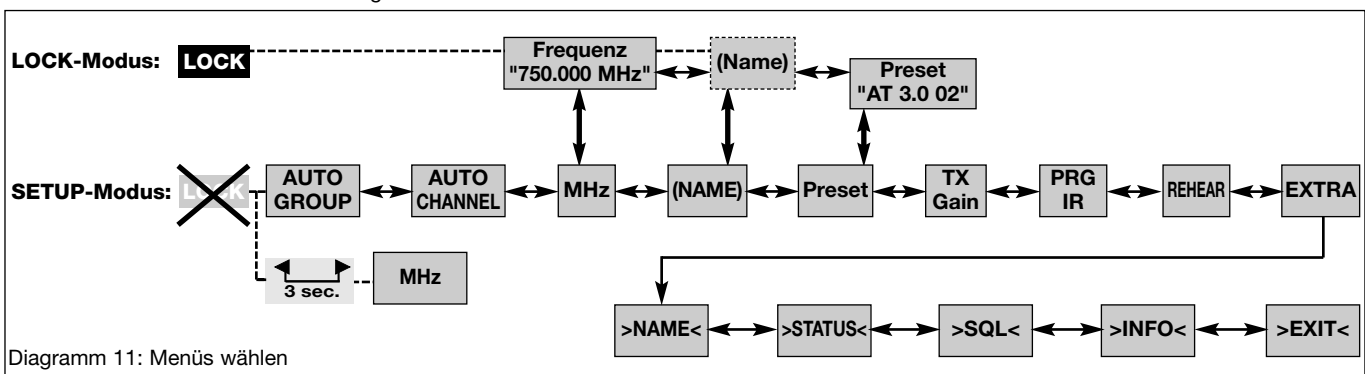 LOCK-Modus: LOCK
Frequenz
"750.000 MHz"
(Name)
Preset
"AT 3.0 02"
SETUP-Modus: LOCK
AUTO
GROUP
AUTO
CHANNEL
MHz
(NAME)
Preset
TX
Gain
PRG
IR
REHEAR
EXTRA
3 sec.
MHz
>NAME<
>STATUS<
>SQL<
>INFO<
>EXIT<
Diagramm 11: Menüs wählen